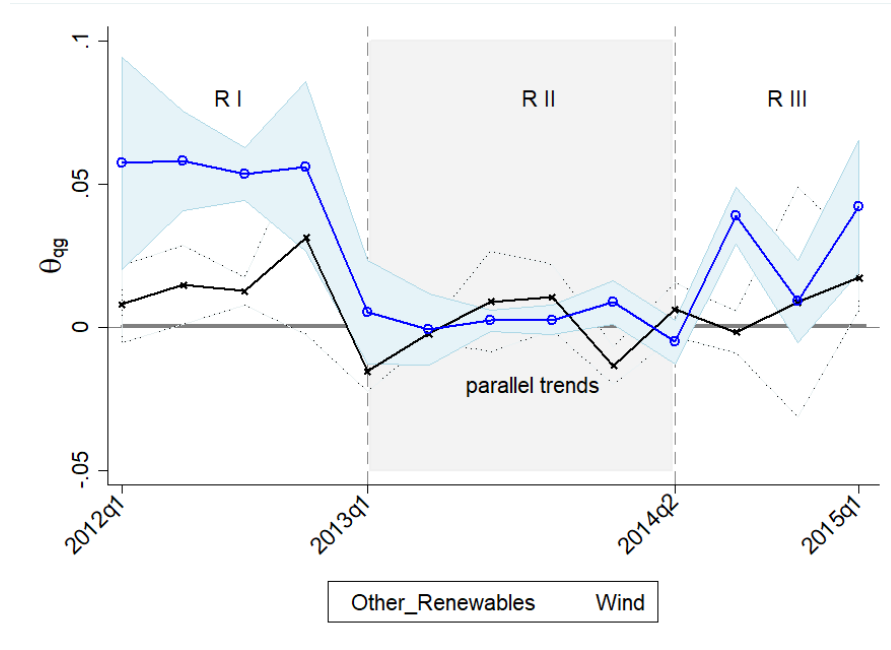 .1
R I
R II
R III
.05
θqg
0
parallel trends
-.05
2012q1
2013q1
2014q2
2015q1
Other_Renewables Wind